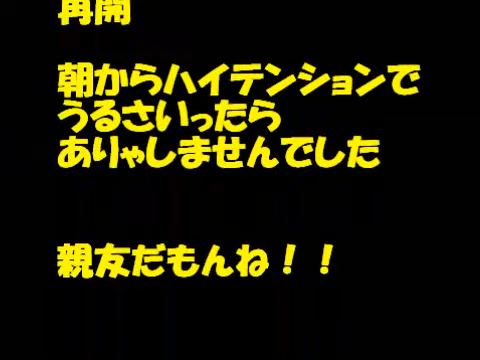 再開
朝からハイテンションで
うるさいったら
ありゃしませんでした
親友だもんね！！